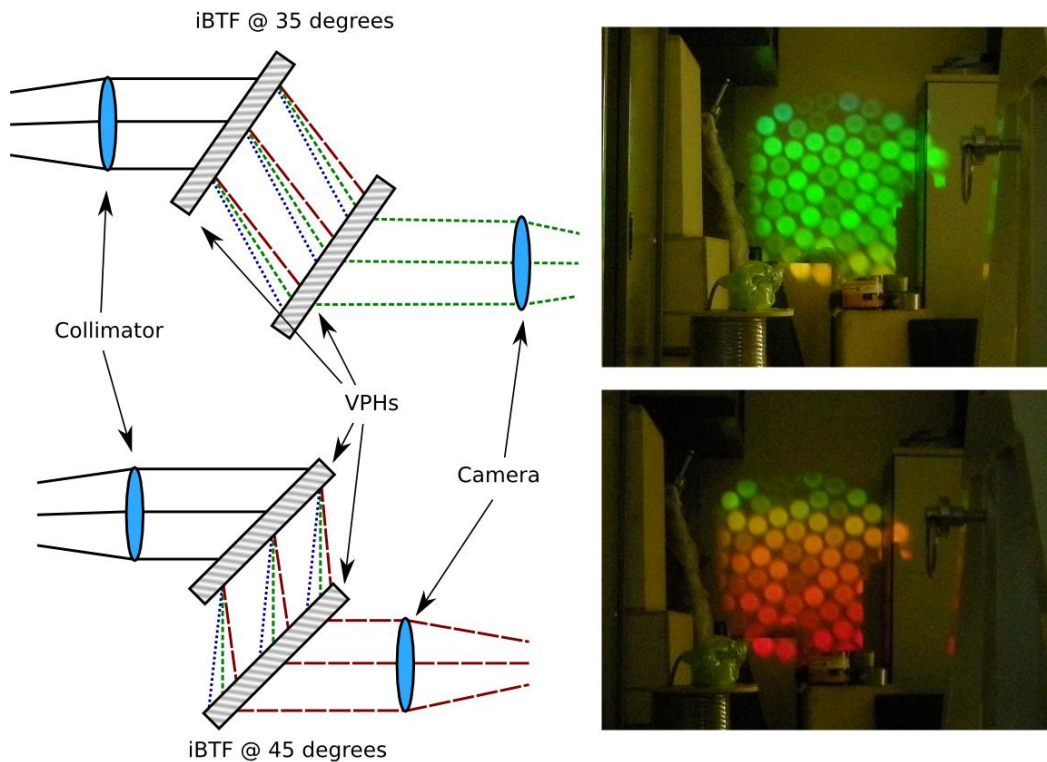 iBTF @ 35 degrees
Collimator
VPHs
Camera
iBTF @ 45 degrees